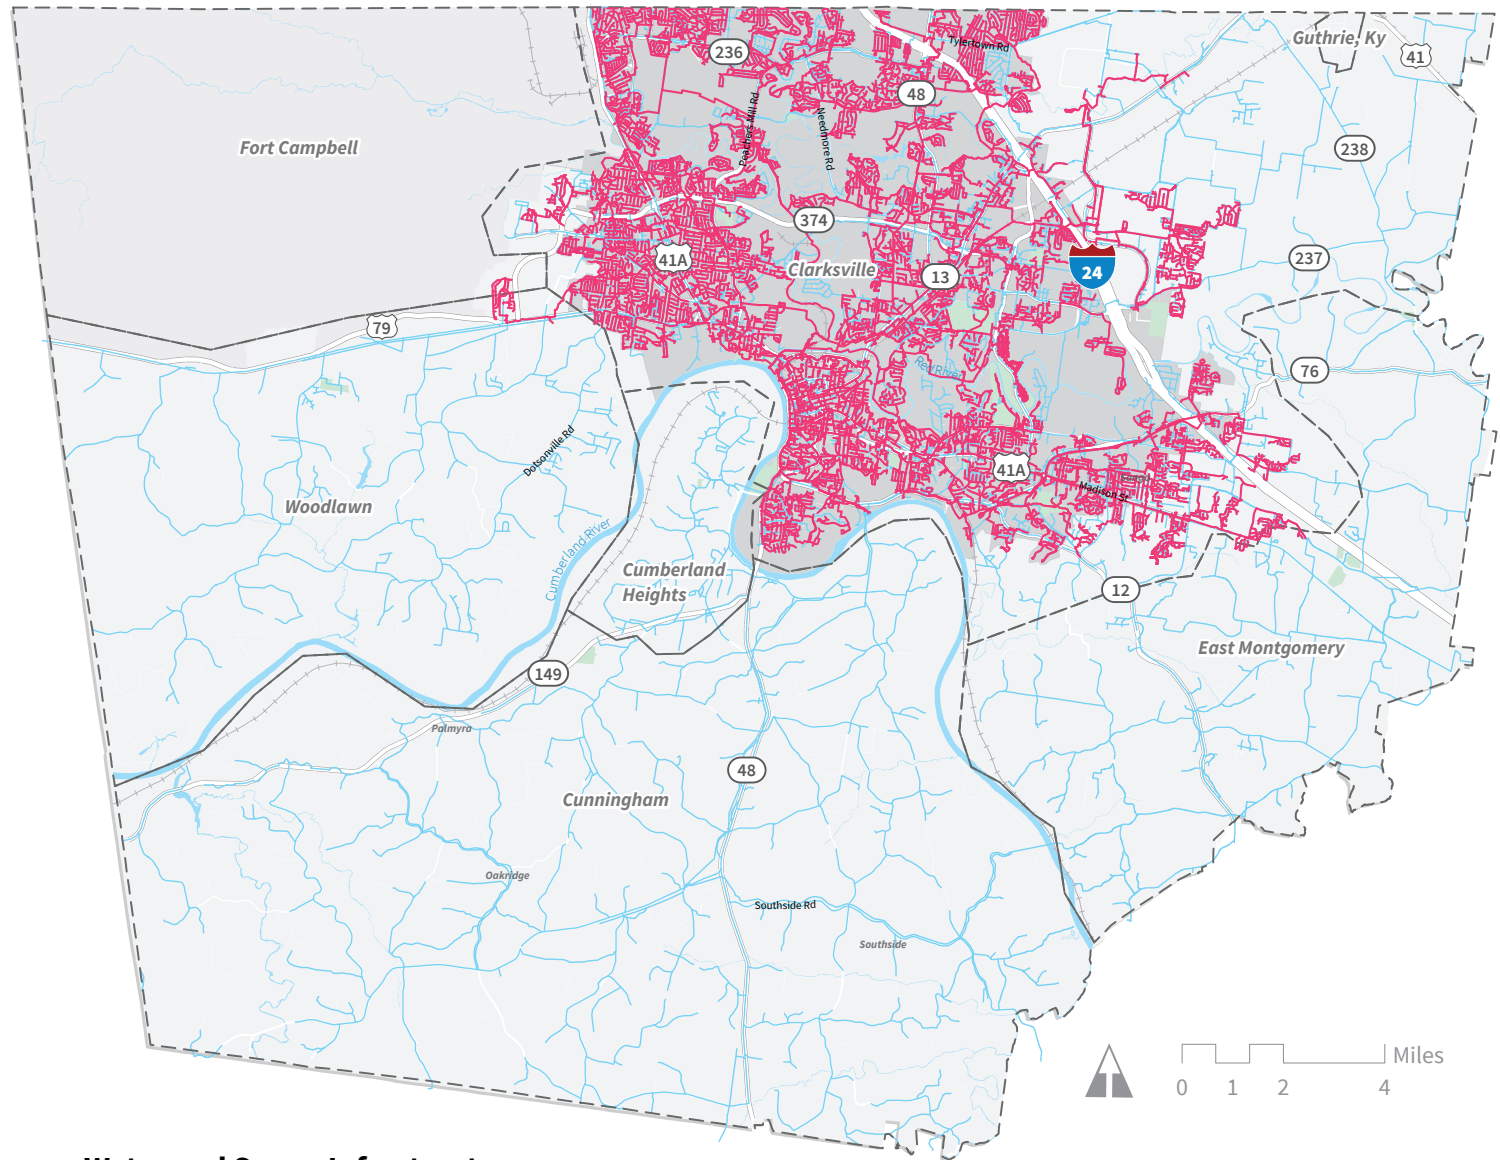 Guthrie, Ky
41
Tylertown Rd
236
48
Peachers Mill Rd
Needmore Rd
Fort Campbell
238
374
41A
Clarksville
13
24
237
79
Red River
76
Dotsonville Rd
41A
Madison St
Woodlawn
Cumberland River
Cumberland
Heights
12
East Montgomery
149
Palmyra
48
Cunningham
Oakridge
Southside Rd
Southside
Miles
0 1 2 4